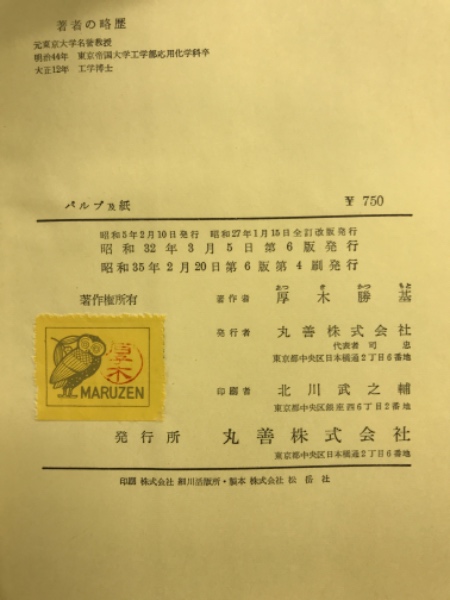 著者の略歴
元東京大学名誉教授
明治44年 東京帝国大学工学部応用化学科卒
大正12年 工学博士
パルプ及紙 ￥750
昭和5年2月10日発行 昭和27年1月15日全訂改版発行
昭和32年3月5日第6版発行
昭和35年2月20日第6版第4刷発行
著作権所有
あつ き かつ もと
著作者 厚木勝基
発行者 丸善株式会社
代表者 司 忠
東京都中央区日本橋通2丁目6番地
厚木
MARUZEN
印刷者 北川武之輔
東京都中央区銀座西6丁目2番地
発行所 丸善株式会社
東京都中央区日本橋通2丁目6番地
印刷 株式会社 細川活版所・製本 株式会社 松岳社